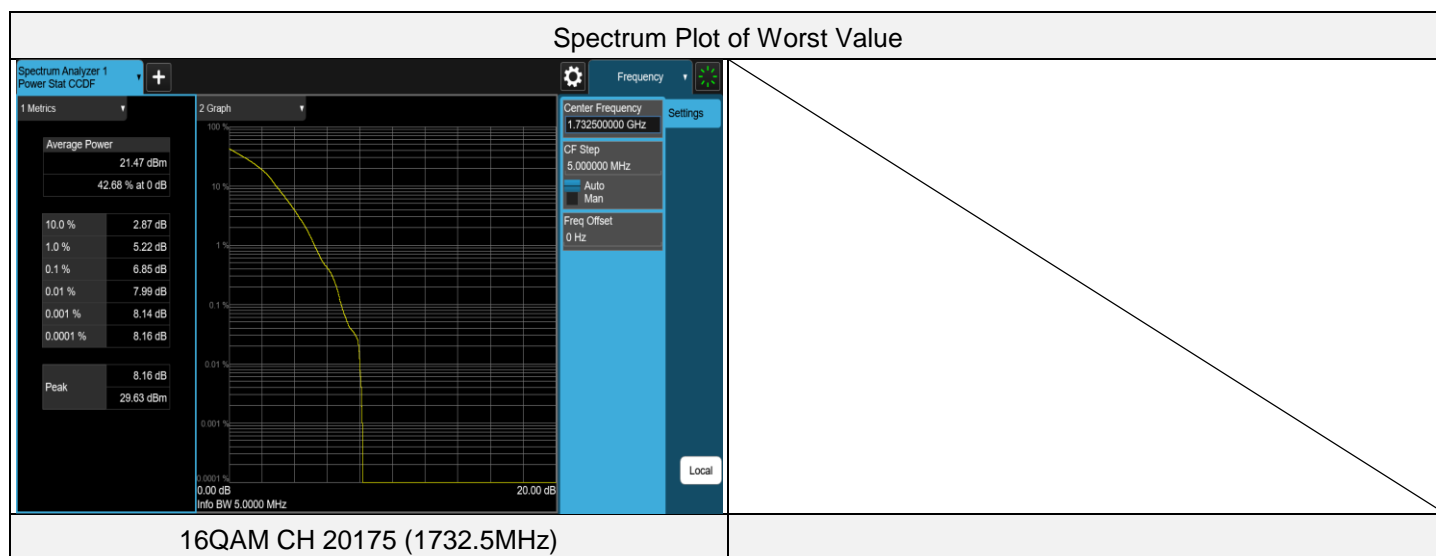 Spectrum Plot of Worst Value
Spectrum Analyzer 1
Power Stat CCDF
+
Frequency
1 Metrics
2 Graph
Average Power
21.47 dBm
42.68 % at 0 dB
10.0 % 2.87 dB
1.0 % 5.22 dB
0.1 % 6.85 dB
0.01 % 7.99 dB
0.001 % 8.14 dB
0.0001 % 8.16 dB
Peak
8.16 dB
29.63 dBm
100 %
10 %
1 %
0.1 %
0.01 %
0.001 %
0.0001 %
0.00 dB 20.00 dB
Info BW 5.0000 MHz
Center Frequency
1.732500000 GHz
CF Step
5.000000 MHz
Auto
Man
Freq Offset
0 Hz
Settings
Local
16QAM CH 20175 (1732.5MHz)